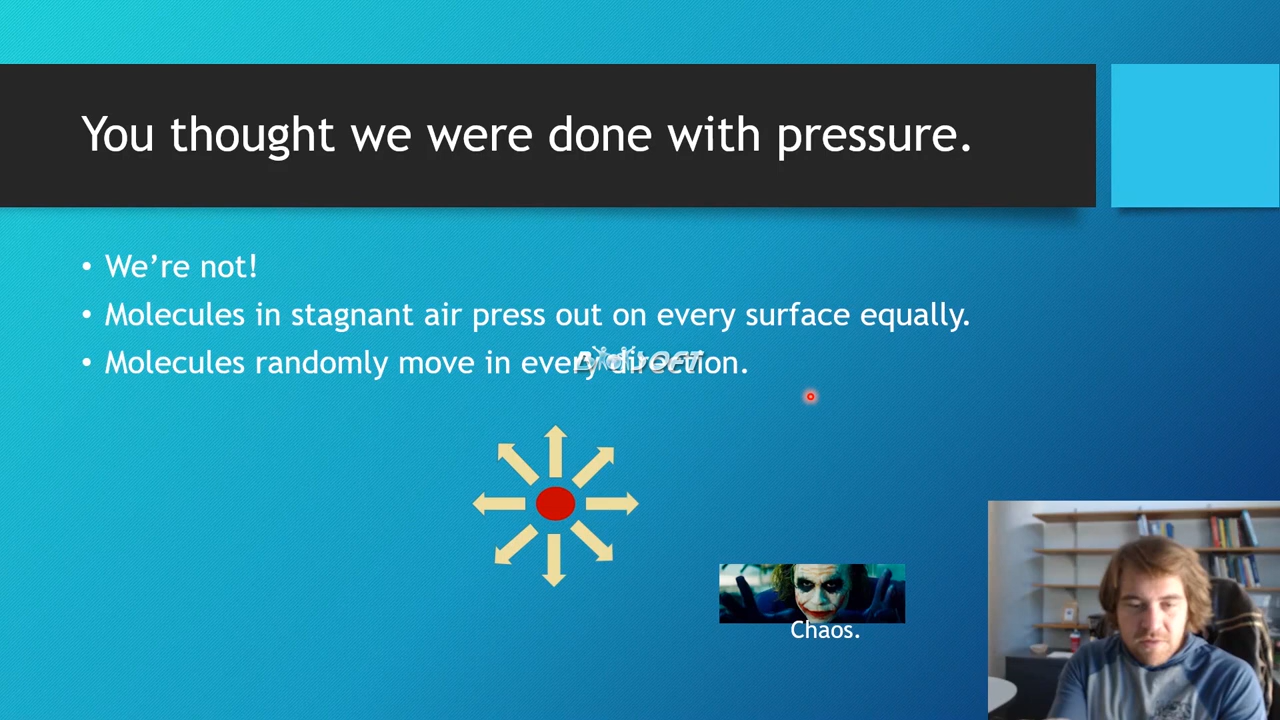 You thought we were done with pressure.
• We’re not!
• Molecules in stagnant air press out on every surface equally.
• Molecules randomly move in every direction.
Chaos.